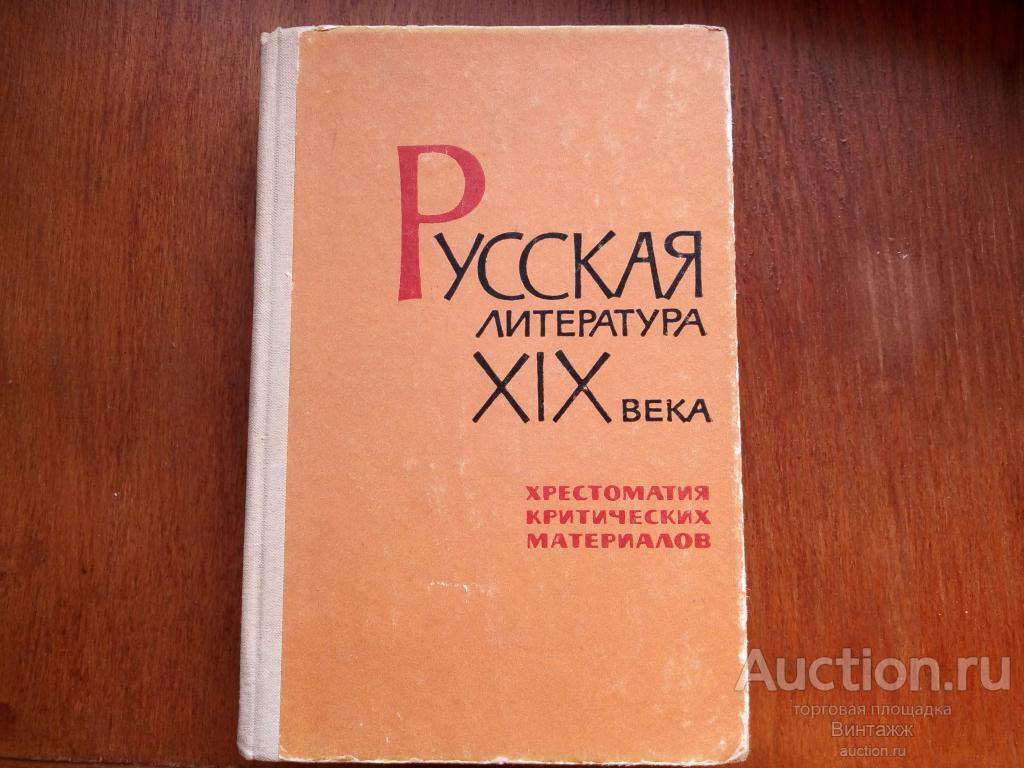 Русская
литература
XIX века
хрестоматия
критических
материалов
Auction.ru
торговая площадка
Винтажж
auction.ru